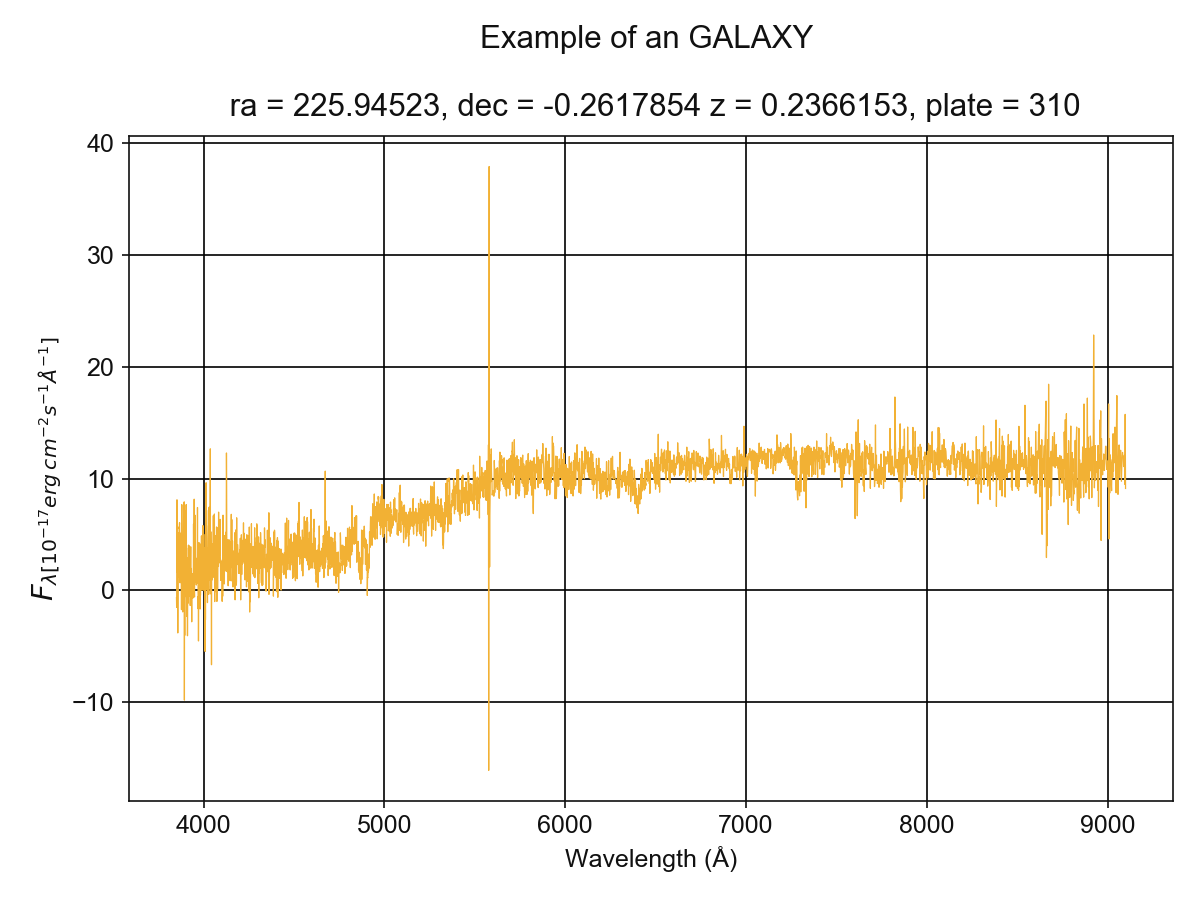 Example of an GALAXY
ra = 225.94523, dec = -0.2617854 z = 0.2366153, plate = 310
40
30
20
10
0
−10
F_{λ[10^{−17}erg cm^{−2}s^{−1}Å^{−1}]}
4000 5000 6000 7000 8000 9000
Wavelength (Å)